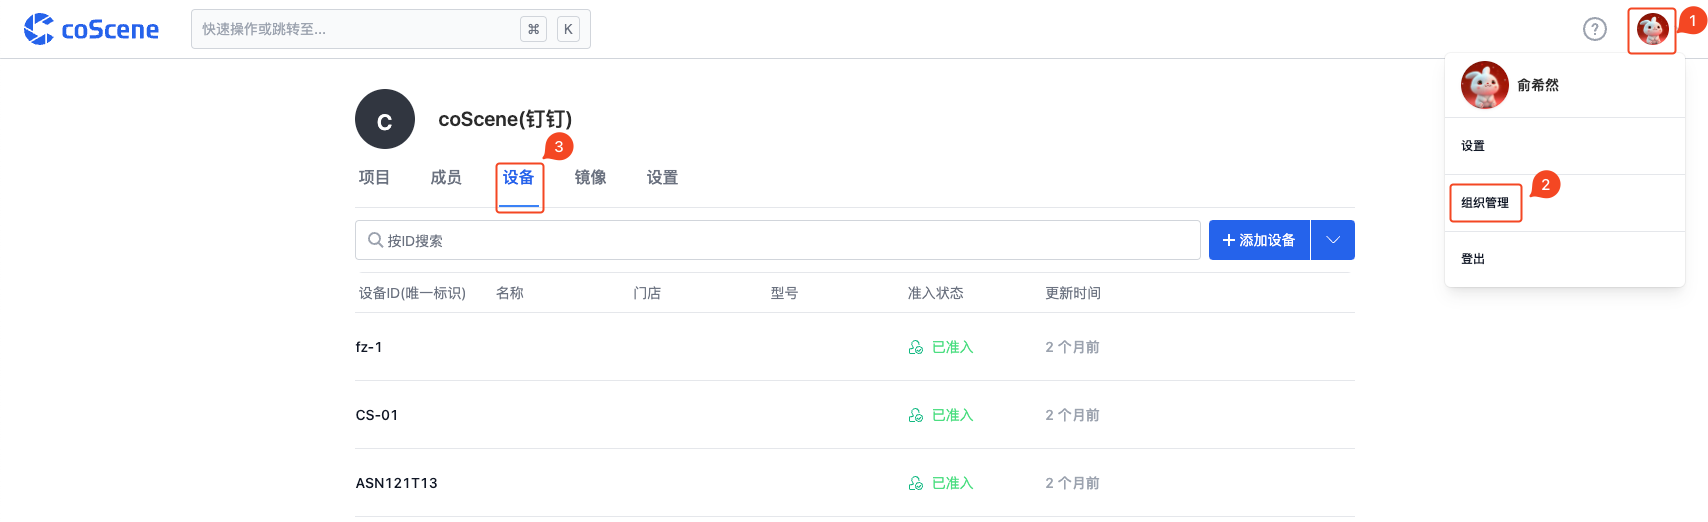 coScene
快速操作或跳转至...
⌘ K
?
1
俞希然
设置
组织管理
2
登出
C
coScene(钉钉)
3
项目 成员 设备 镜像 设置
按ID搜索
+ 添加设备
设备ID(唯一标识) 名称 门店 型号 准入状态 更新时间
fz-1 已准入 2 个月前
CS-01 已准入 2 个月前
ASN121T13 已准入 2 个月前